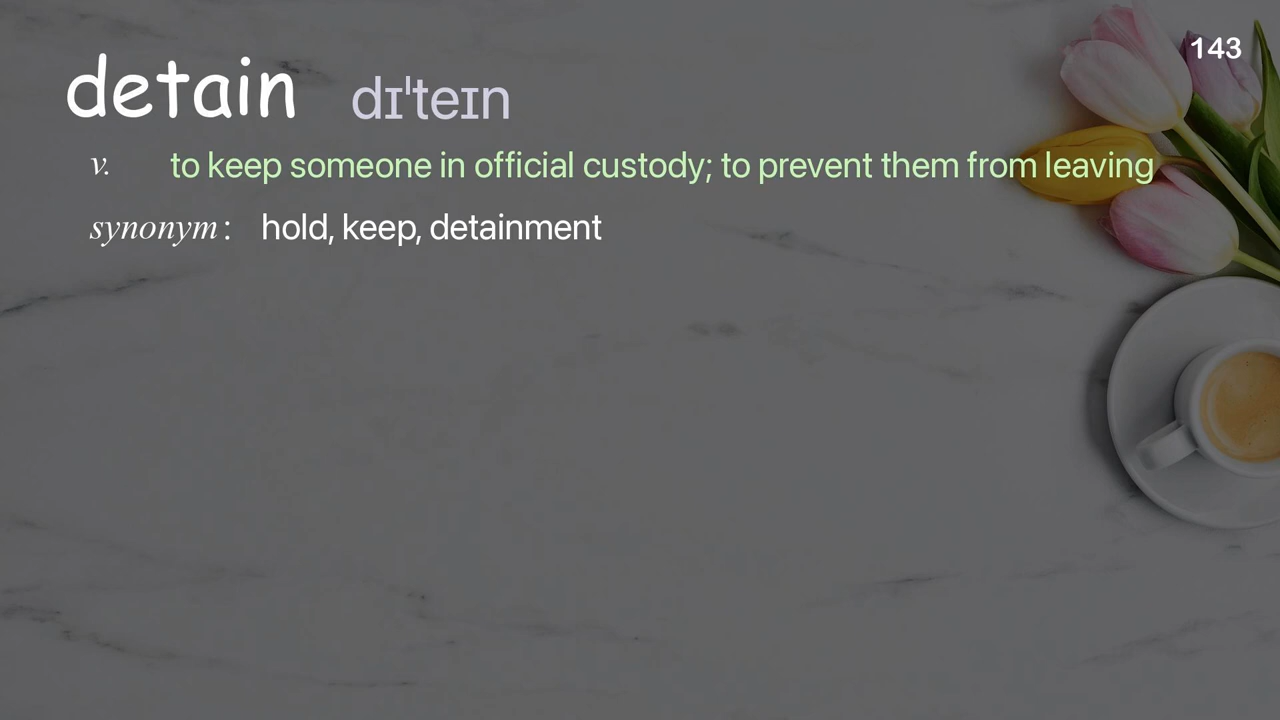 143
detain dɪˈteɪn
v. to keep someone in official custody; to prevent them from leaving
synonym: hold, keep, detainment